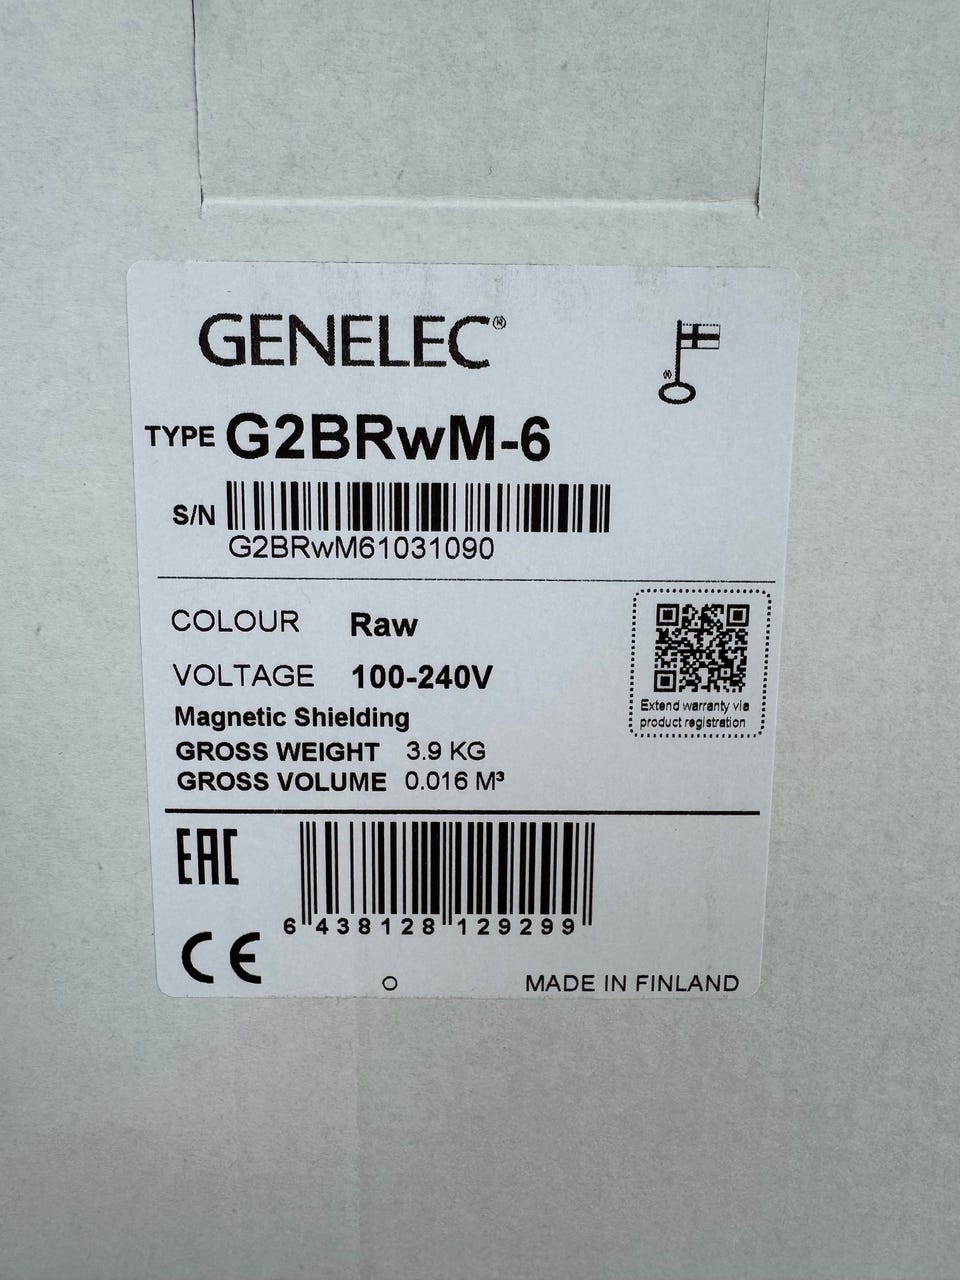 GENELEC®
TYPE G2BRwM-6
S/N
G2BRwM61031090
COLOUR Raw
VOLTAGE 100-240V
Magnetic Shielding
GROSS WEIGHT 3.9 KG
GROSS VOLUME 0.016 M³
Extend warranty via
product registration
EAC
6 438128 129299
CE
MADE IN FINLAND